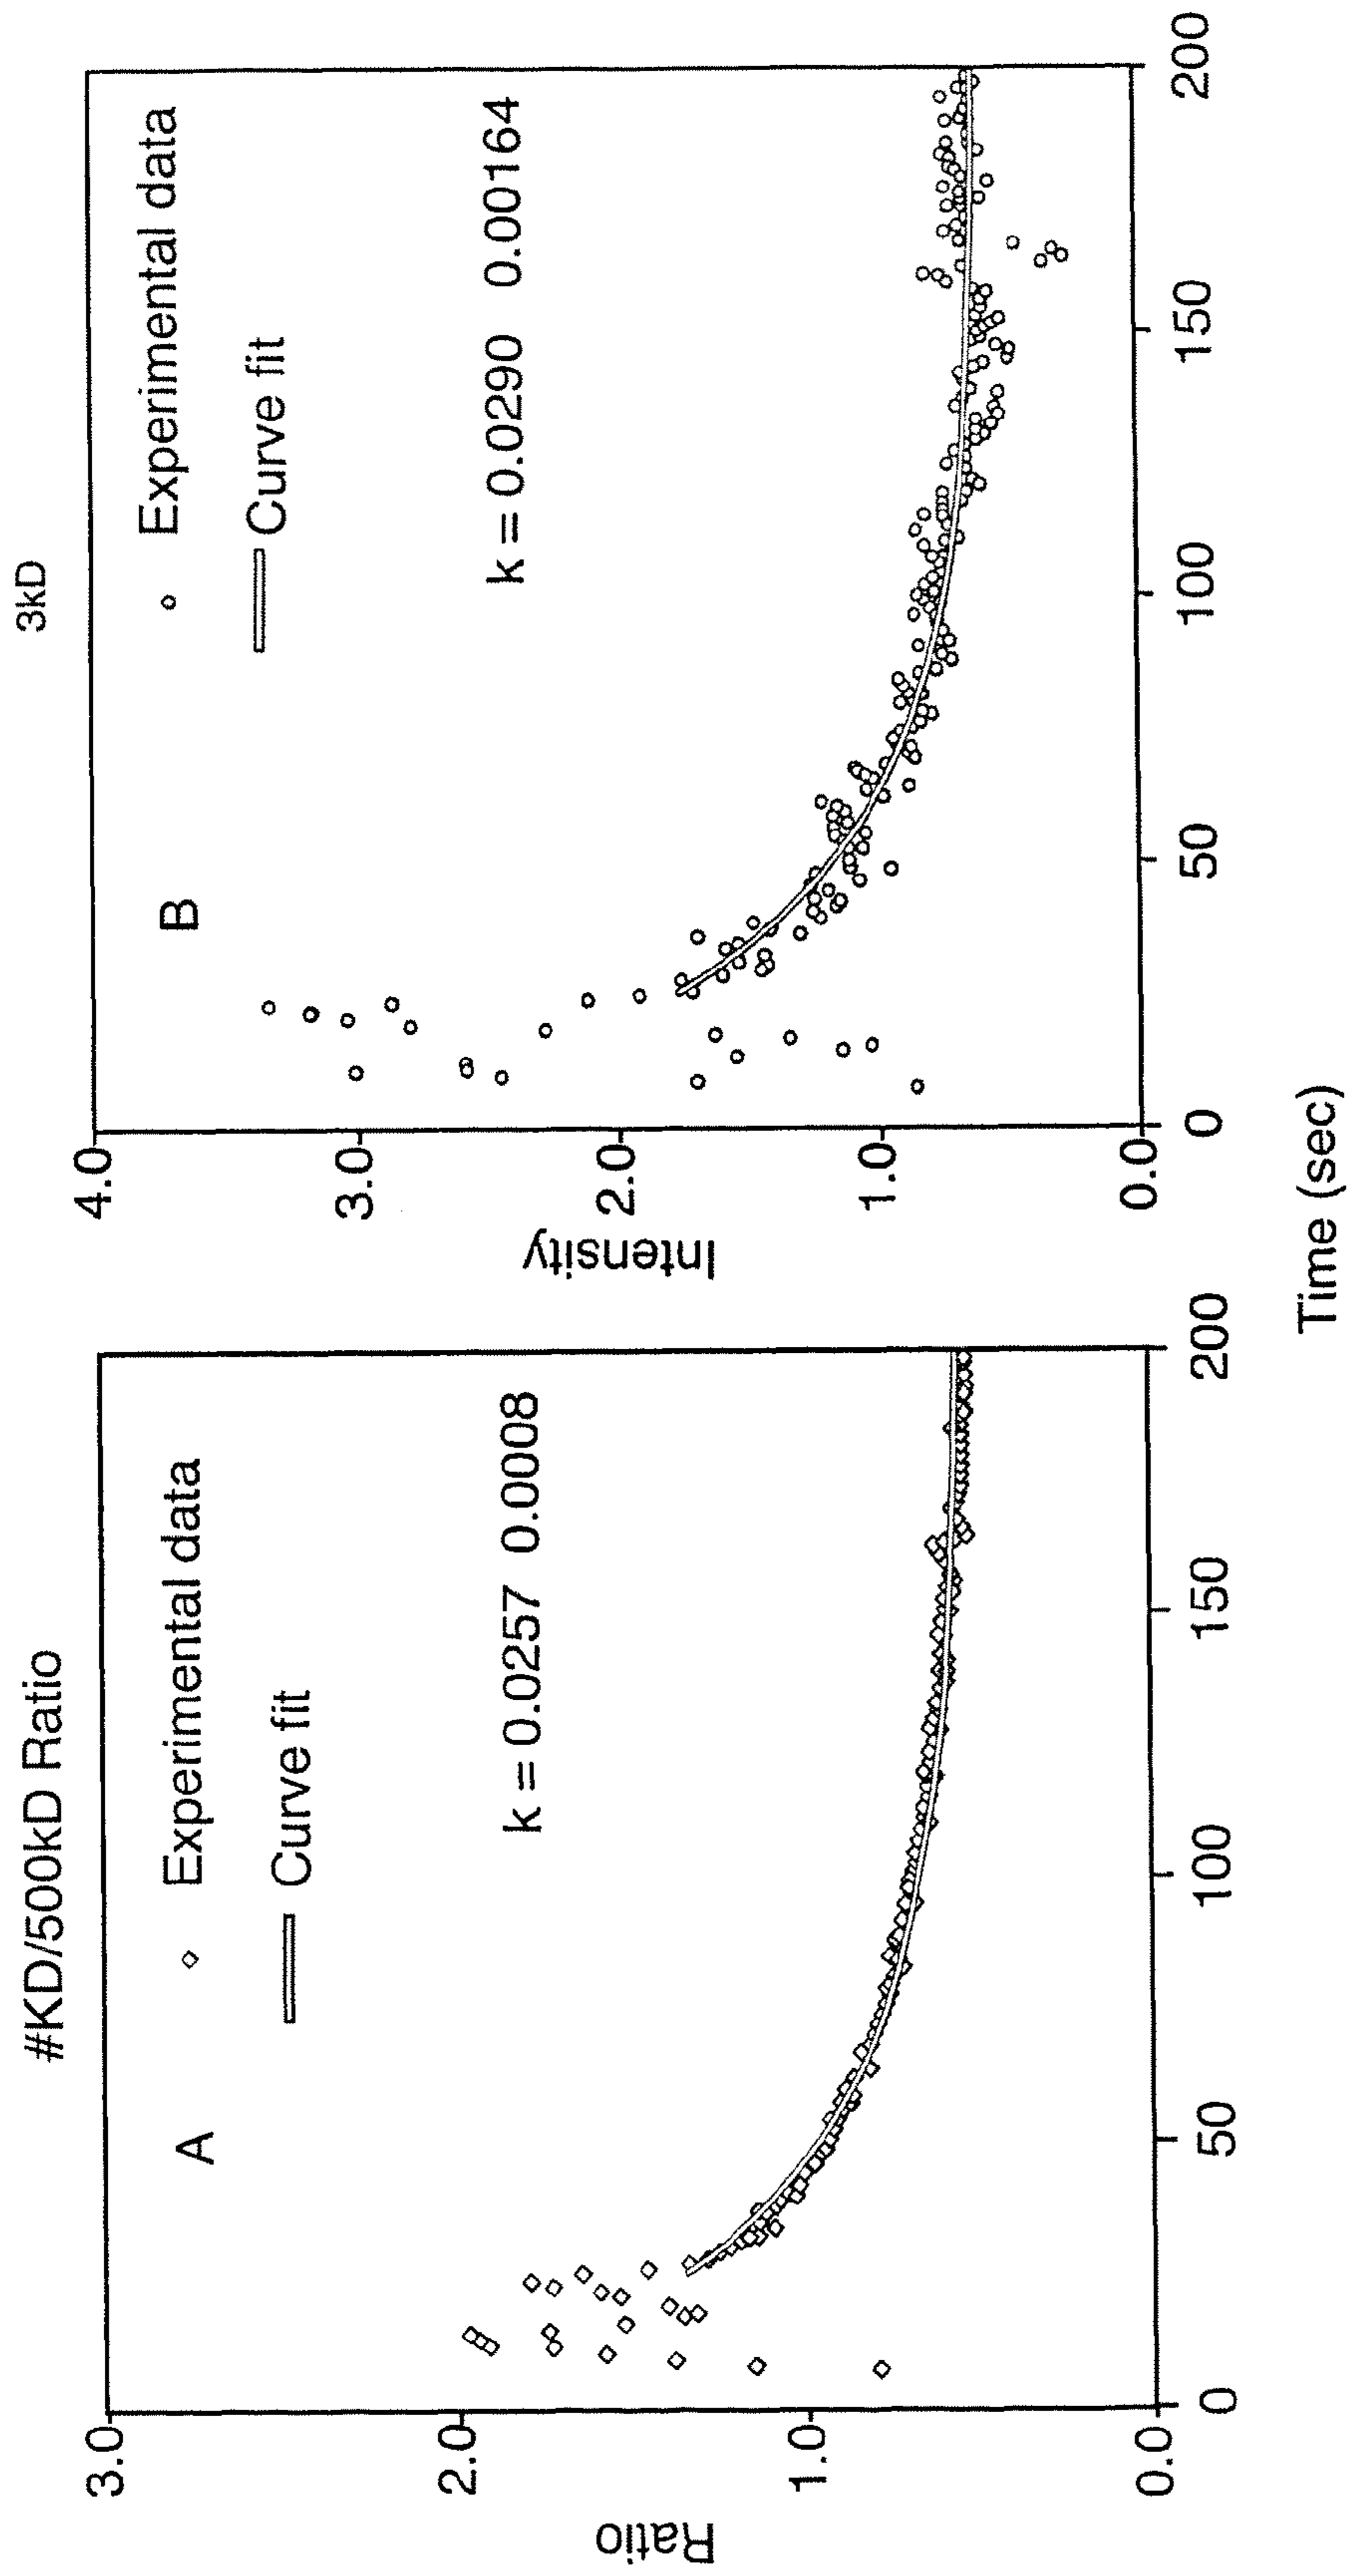 #KD/500kD Ratio
A
◇ Experimental data
Curve fit
k = 0.0257 0.0008
Ratio
3.0
2.0
1.0
0.0
0 50 100 150 200
3kD
B
○ Experimental data
Curve fit
k = 0.0290 0.00164
Intensity
4.0
3.0
2.0
1.0
0.0
0 50 100 150 200
Time (sec)